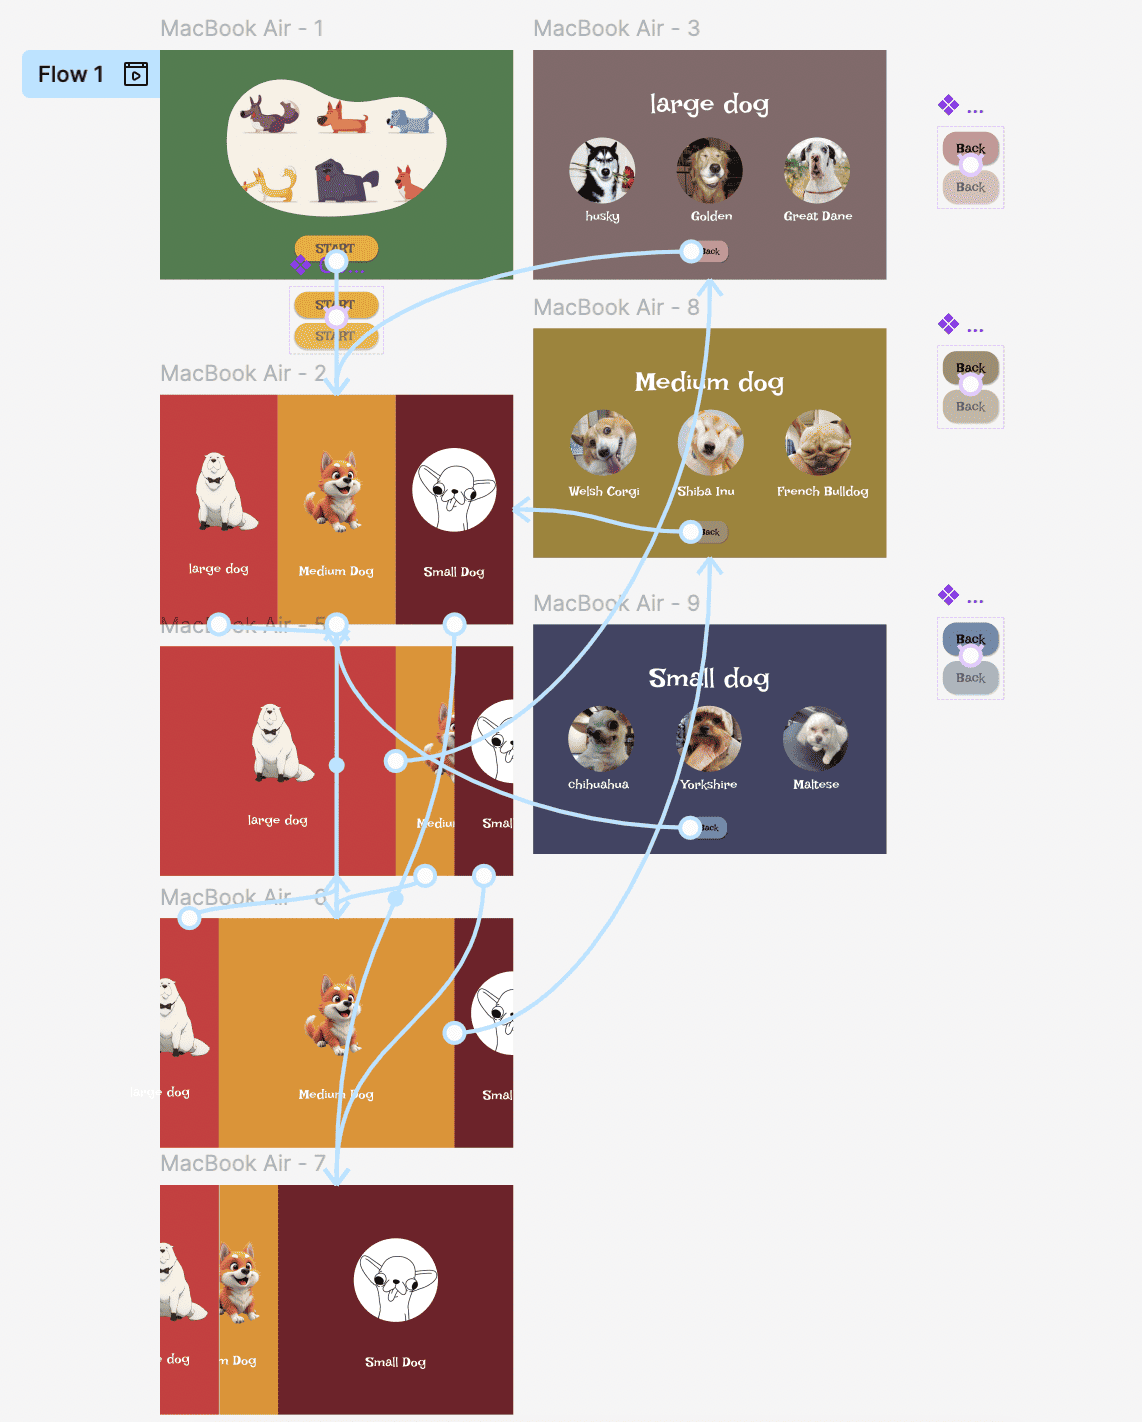 MacBook Air - 1
Flow 1
START
START
START
MacBook Air - 2
large dog
Medium Dog
Small Dog
MacBook Air - 5
large dog
Small
MacBook Air - 6
large dog
Medium Dog
Small
MacBook Air - 7
dog
Dog
Small Dog
MacBook Air - 3
large dog
husky
Golden
Great Dane
Back
MacBook Air - 8
Medium dog
Welsh Corgi
Shiba Inu
French Bulldog
Back
MacBook Air - 9
Small dog
chihuahua
Yorkshire
Maltese
Back
...
Back
Back
...
Back
Back
...
Back
Back